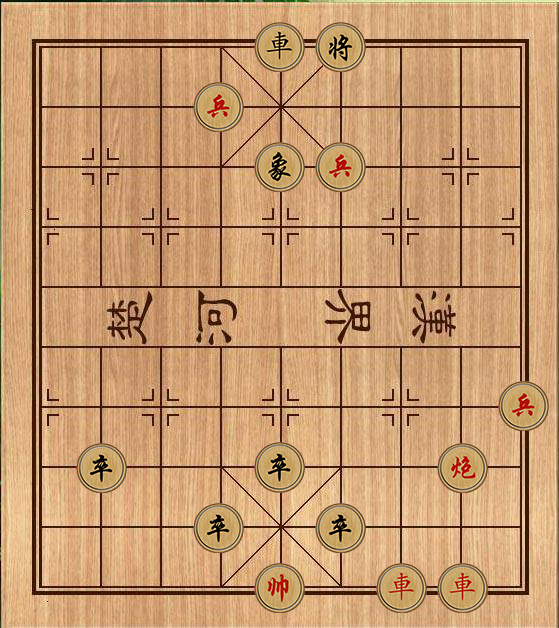 車 将
兵
象 兵
楚 河 界 漢
兵
卒 卒 炮
卒 卒
帅 車 車